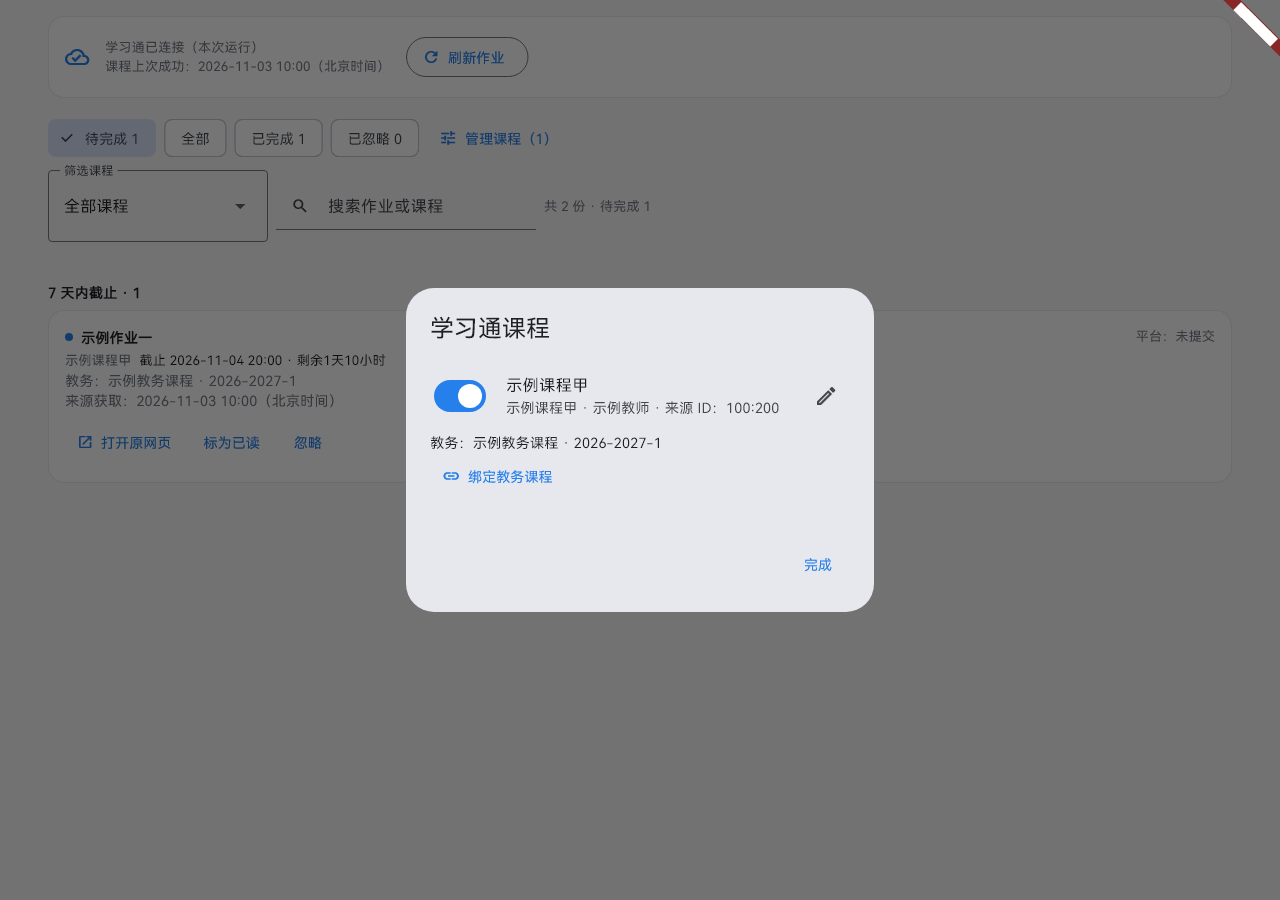 学习通已连接（本次运行）
课程上次成功：2026-11-03 10:00（北京时间）
刷新作业
待完成 1
全部
已完成 1
已忽略 0
管理课程（1）
筛选课程
全部课程
搜索作业或课程
共 2 份 · 待完成 1
7 天内截止 · 1
示例作业一
平台：未提交
示例课程甲 截止 2026-11-04 20:00 · 剩余1天10小时
教务：示例教务课程 · 2026-2027-1
来源获取：2026-11-03 10:00（北京时间）
打开原网页
标为已读
忽略
学习通课程
示例课程甲
示例课程甲 · 示例教师 · 来源 ID：100:200
教务：示例教务课程 · 2026-2027-1
绑定教务课程
完成